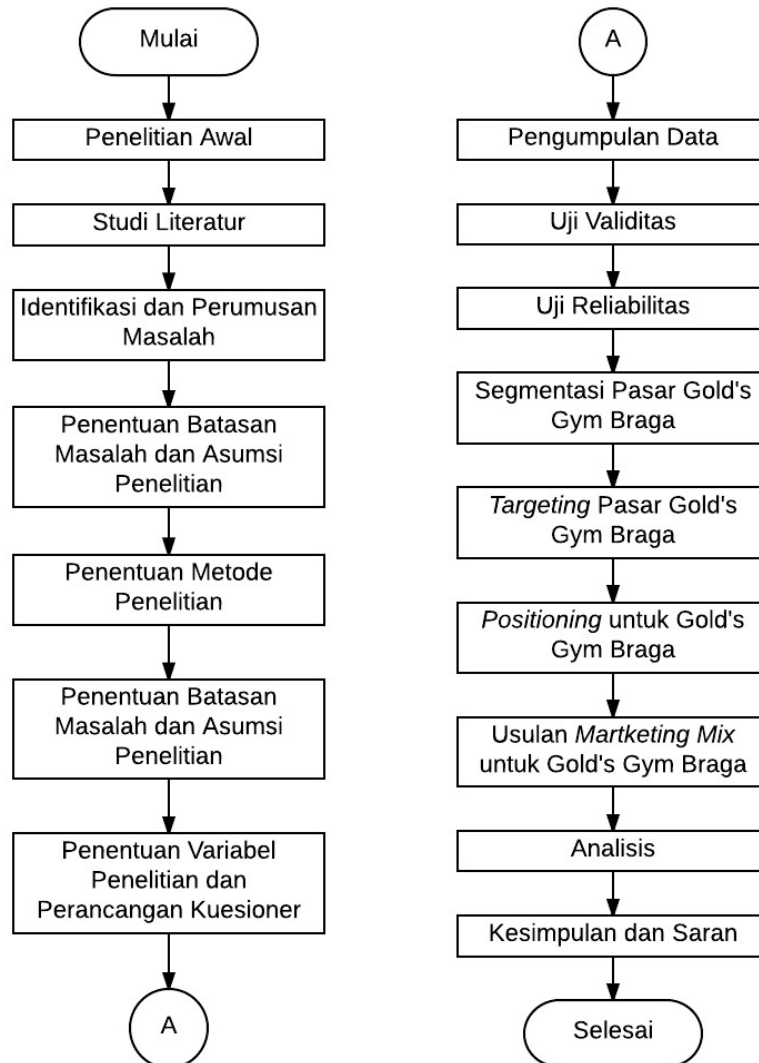 Mulai
Penelitian Awal
Studi Literatur
Identifikasi dan Perumusan
Masalah
Penentuan Batasan
Masalah dan Asumsi
Penelitian
Penentuan Metode
Penelitian
Penentuan Batasan
Masalah dan Asumsi
Penelitian
Penentuan Variabel
Penelitian dan
Perancangan Kuesioner
A
A
Pengumpulan Data
Uji Validitas
Uji Reliabilitas
Segmentasi Pasar Gold's
Gym Braga
Targeting Pasar Gold's
Gym Braga
Positioning untuk Gold's
Gym Braga
Usulan Martketing Mix
untuk Gold's Gym Braga
Analisis
Kesimpulan dan Saran
Selesai